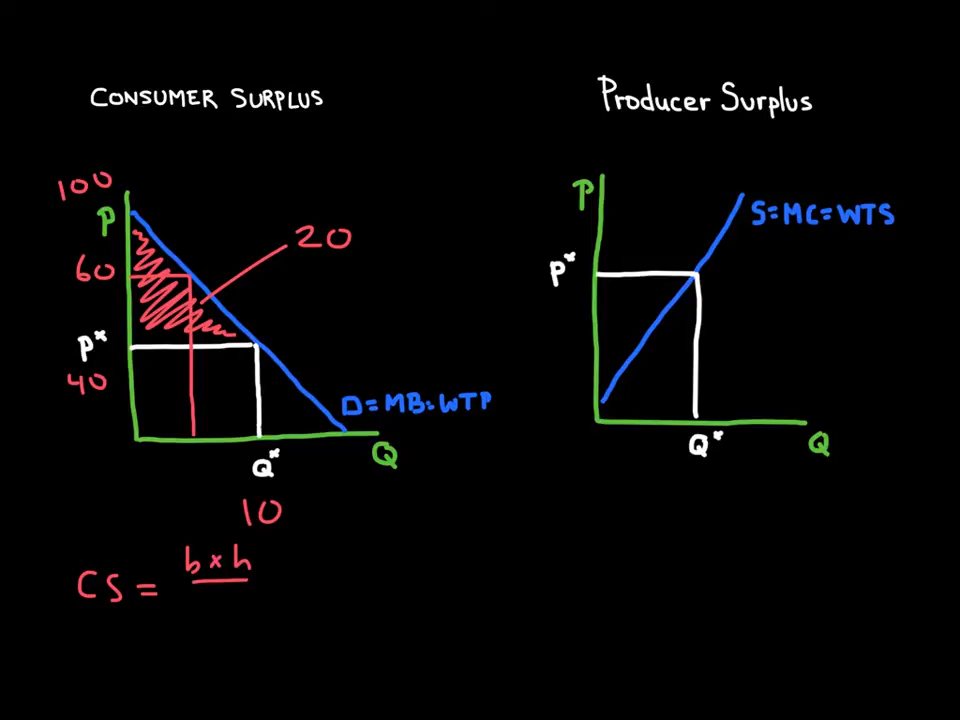 CONSUMER SURPLUS
100
P
60
20
P*
40
D=MB=WTP
Q*
Q
10
CS =
b×h
Producer Surplus
P
S=MC=WTS
P*
Q*
Q